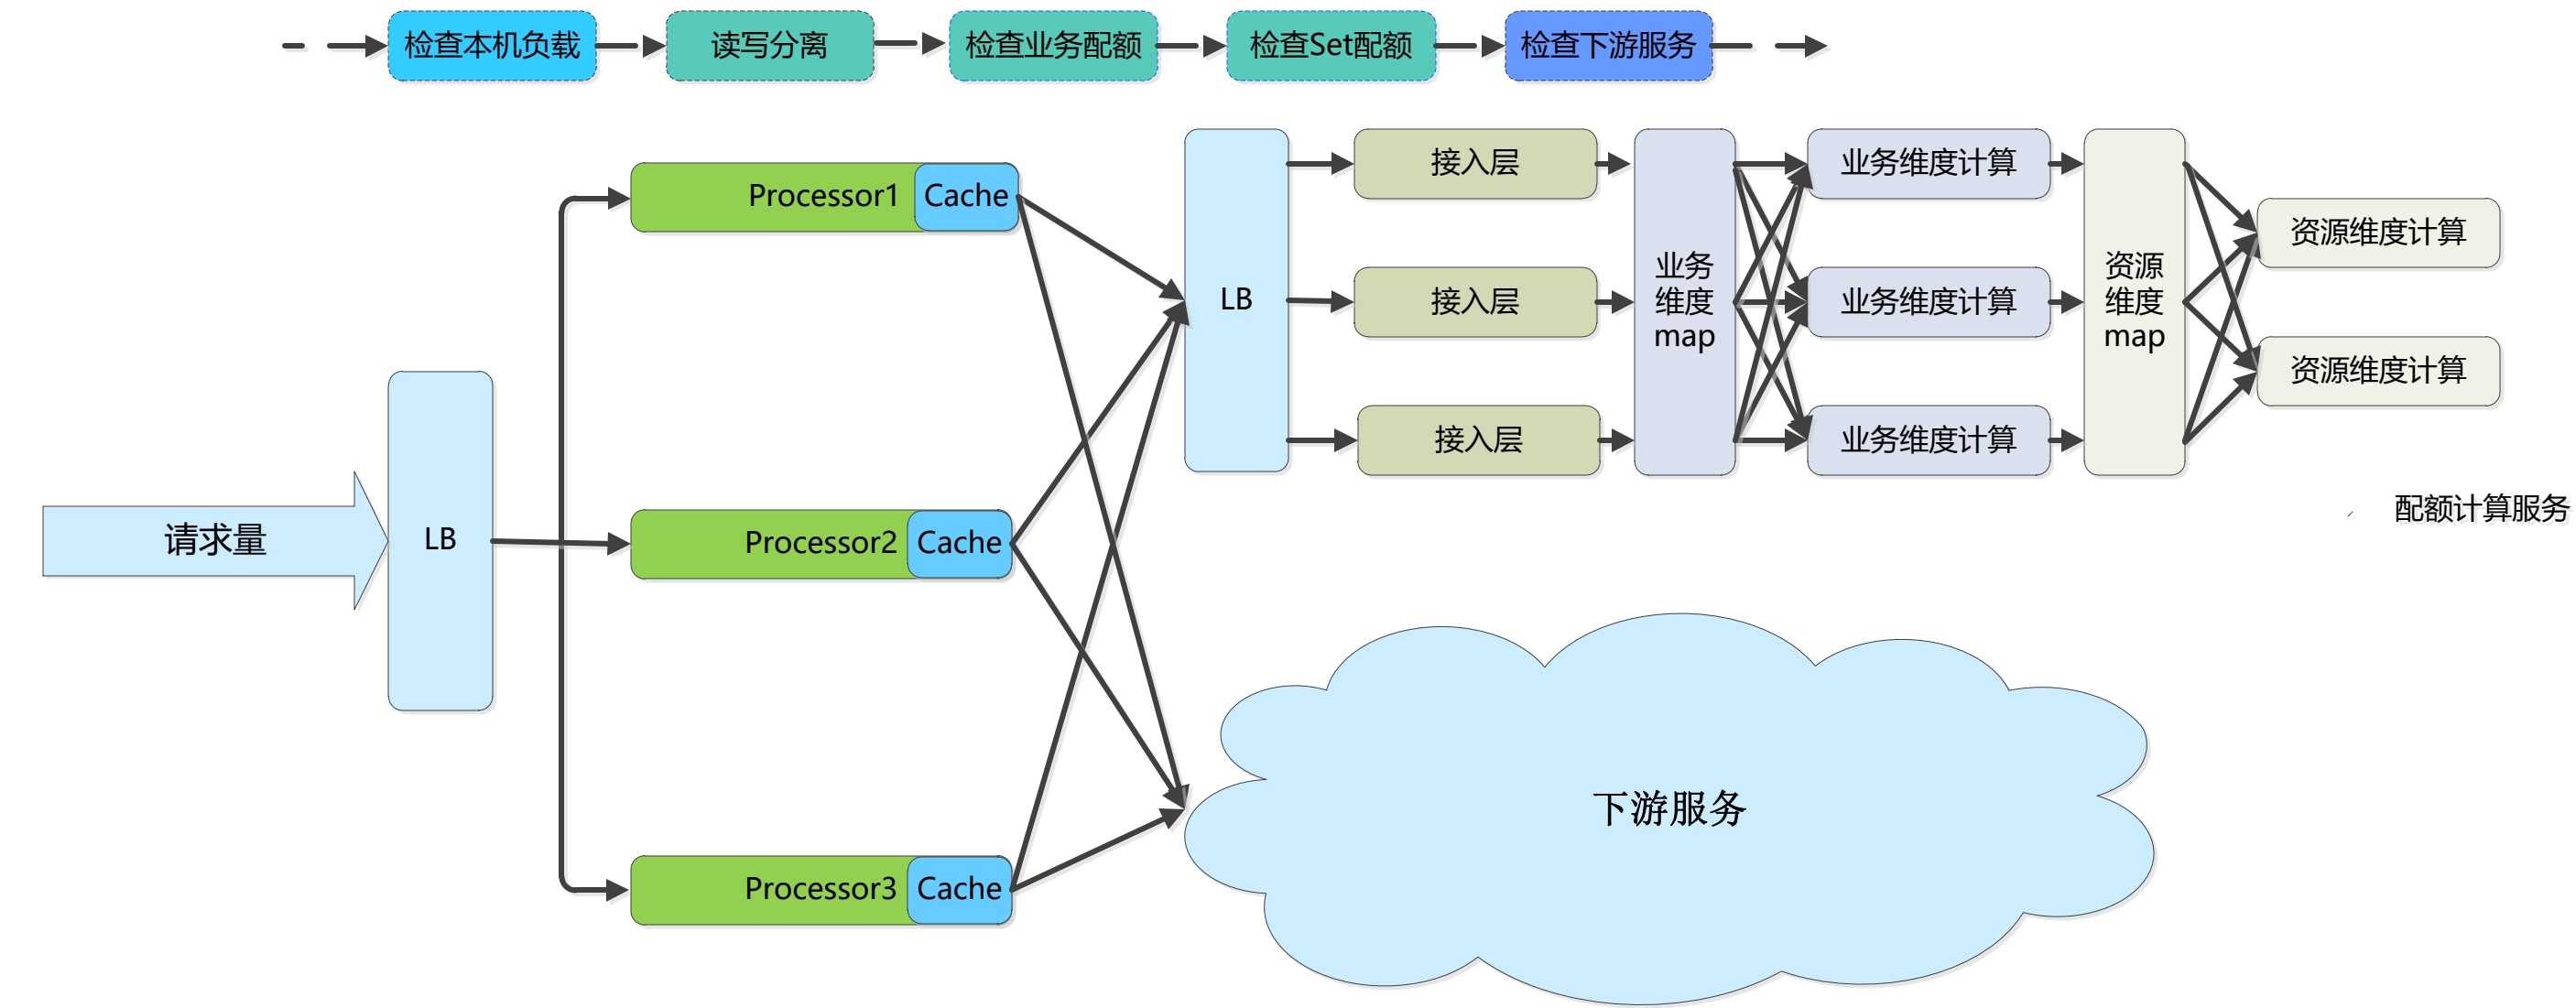 检查本机负载
读写分离
检查业务配额
检查Set配额
检查下游服务
请求量
LB
Processor1
Cache
Processor2
Cache
Processor3
Cache
LB
接入层
接入层
接入层
业务
维度
map
业务维度计算
业务维度计算
业务维度计算
资源
维度
map
资源维度计算
资源维度计算
配额计算服务
下游服务